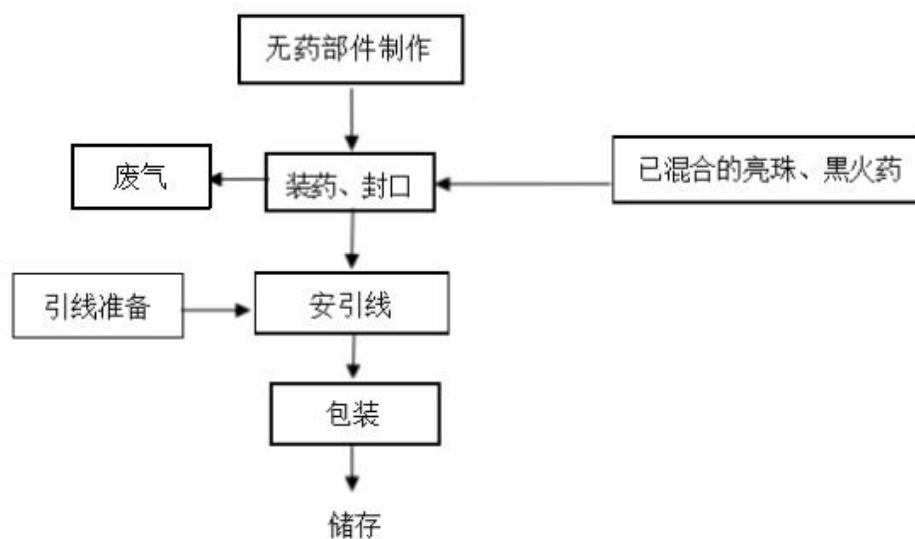 无药部件制作
废气
装药、封口
已混合的亮珠、黑火药
引线准备
安引线
包装
储存